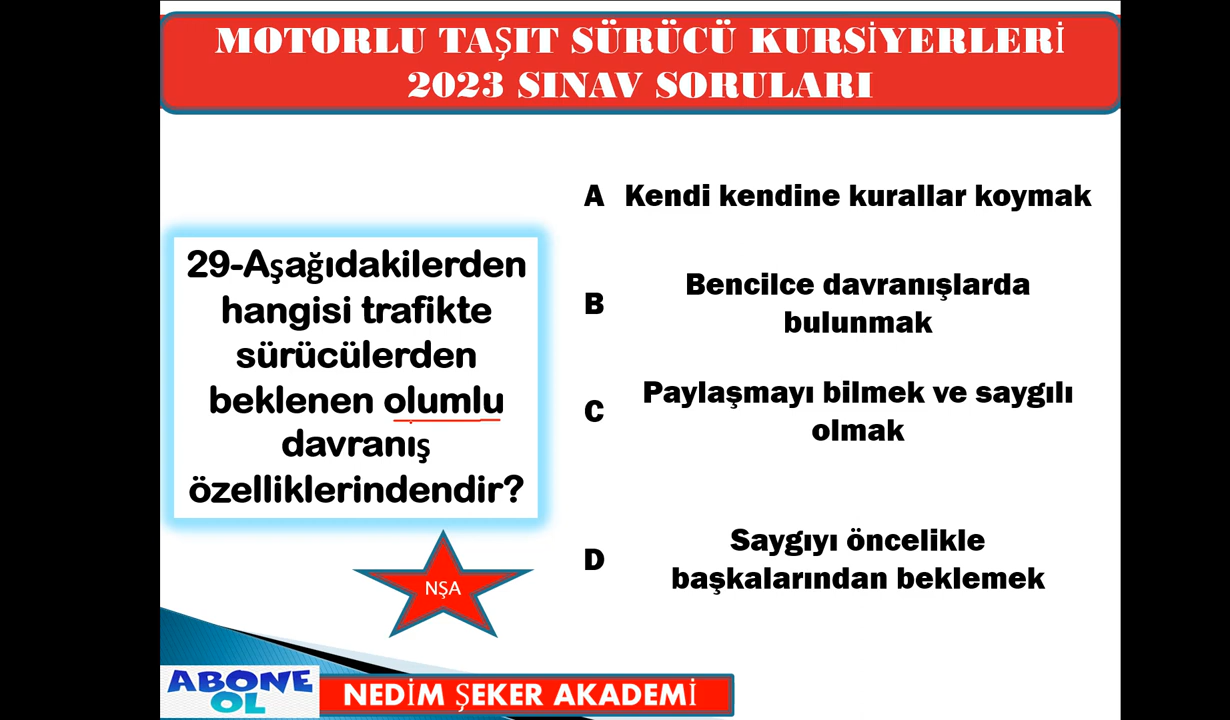 MOTORLU TAŞIT SÜRÜCÜ KURSİYERLERİ
2023 SINAV SORULARI
29-Aşağıdakilerden
hangisi trafikte
sürücülerden
beklenen olumlu
davranış
özelliklerindendir?
A Kendi kendine kurallar koymak
B Bencilce davranışlarda
bulunmak
C Paylaşmayı bilmek ve saygılı
olmak
D Saygıyı öncelikle
başkalarından beklemek
NŞA
ABONE
OL
NEDİM ŞEKER AKADEMİ